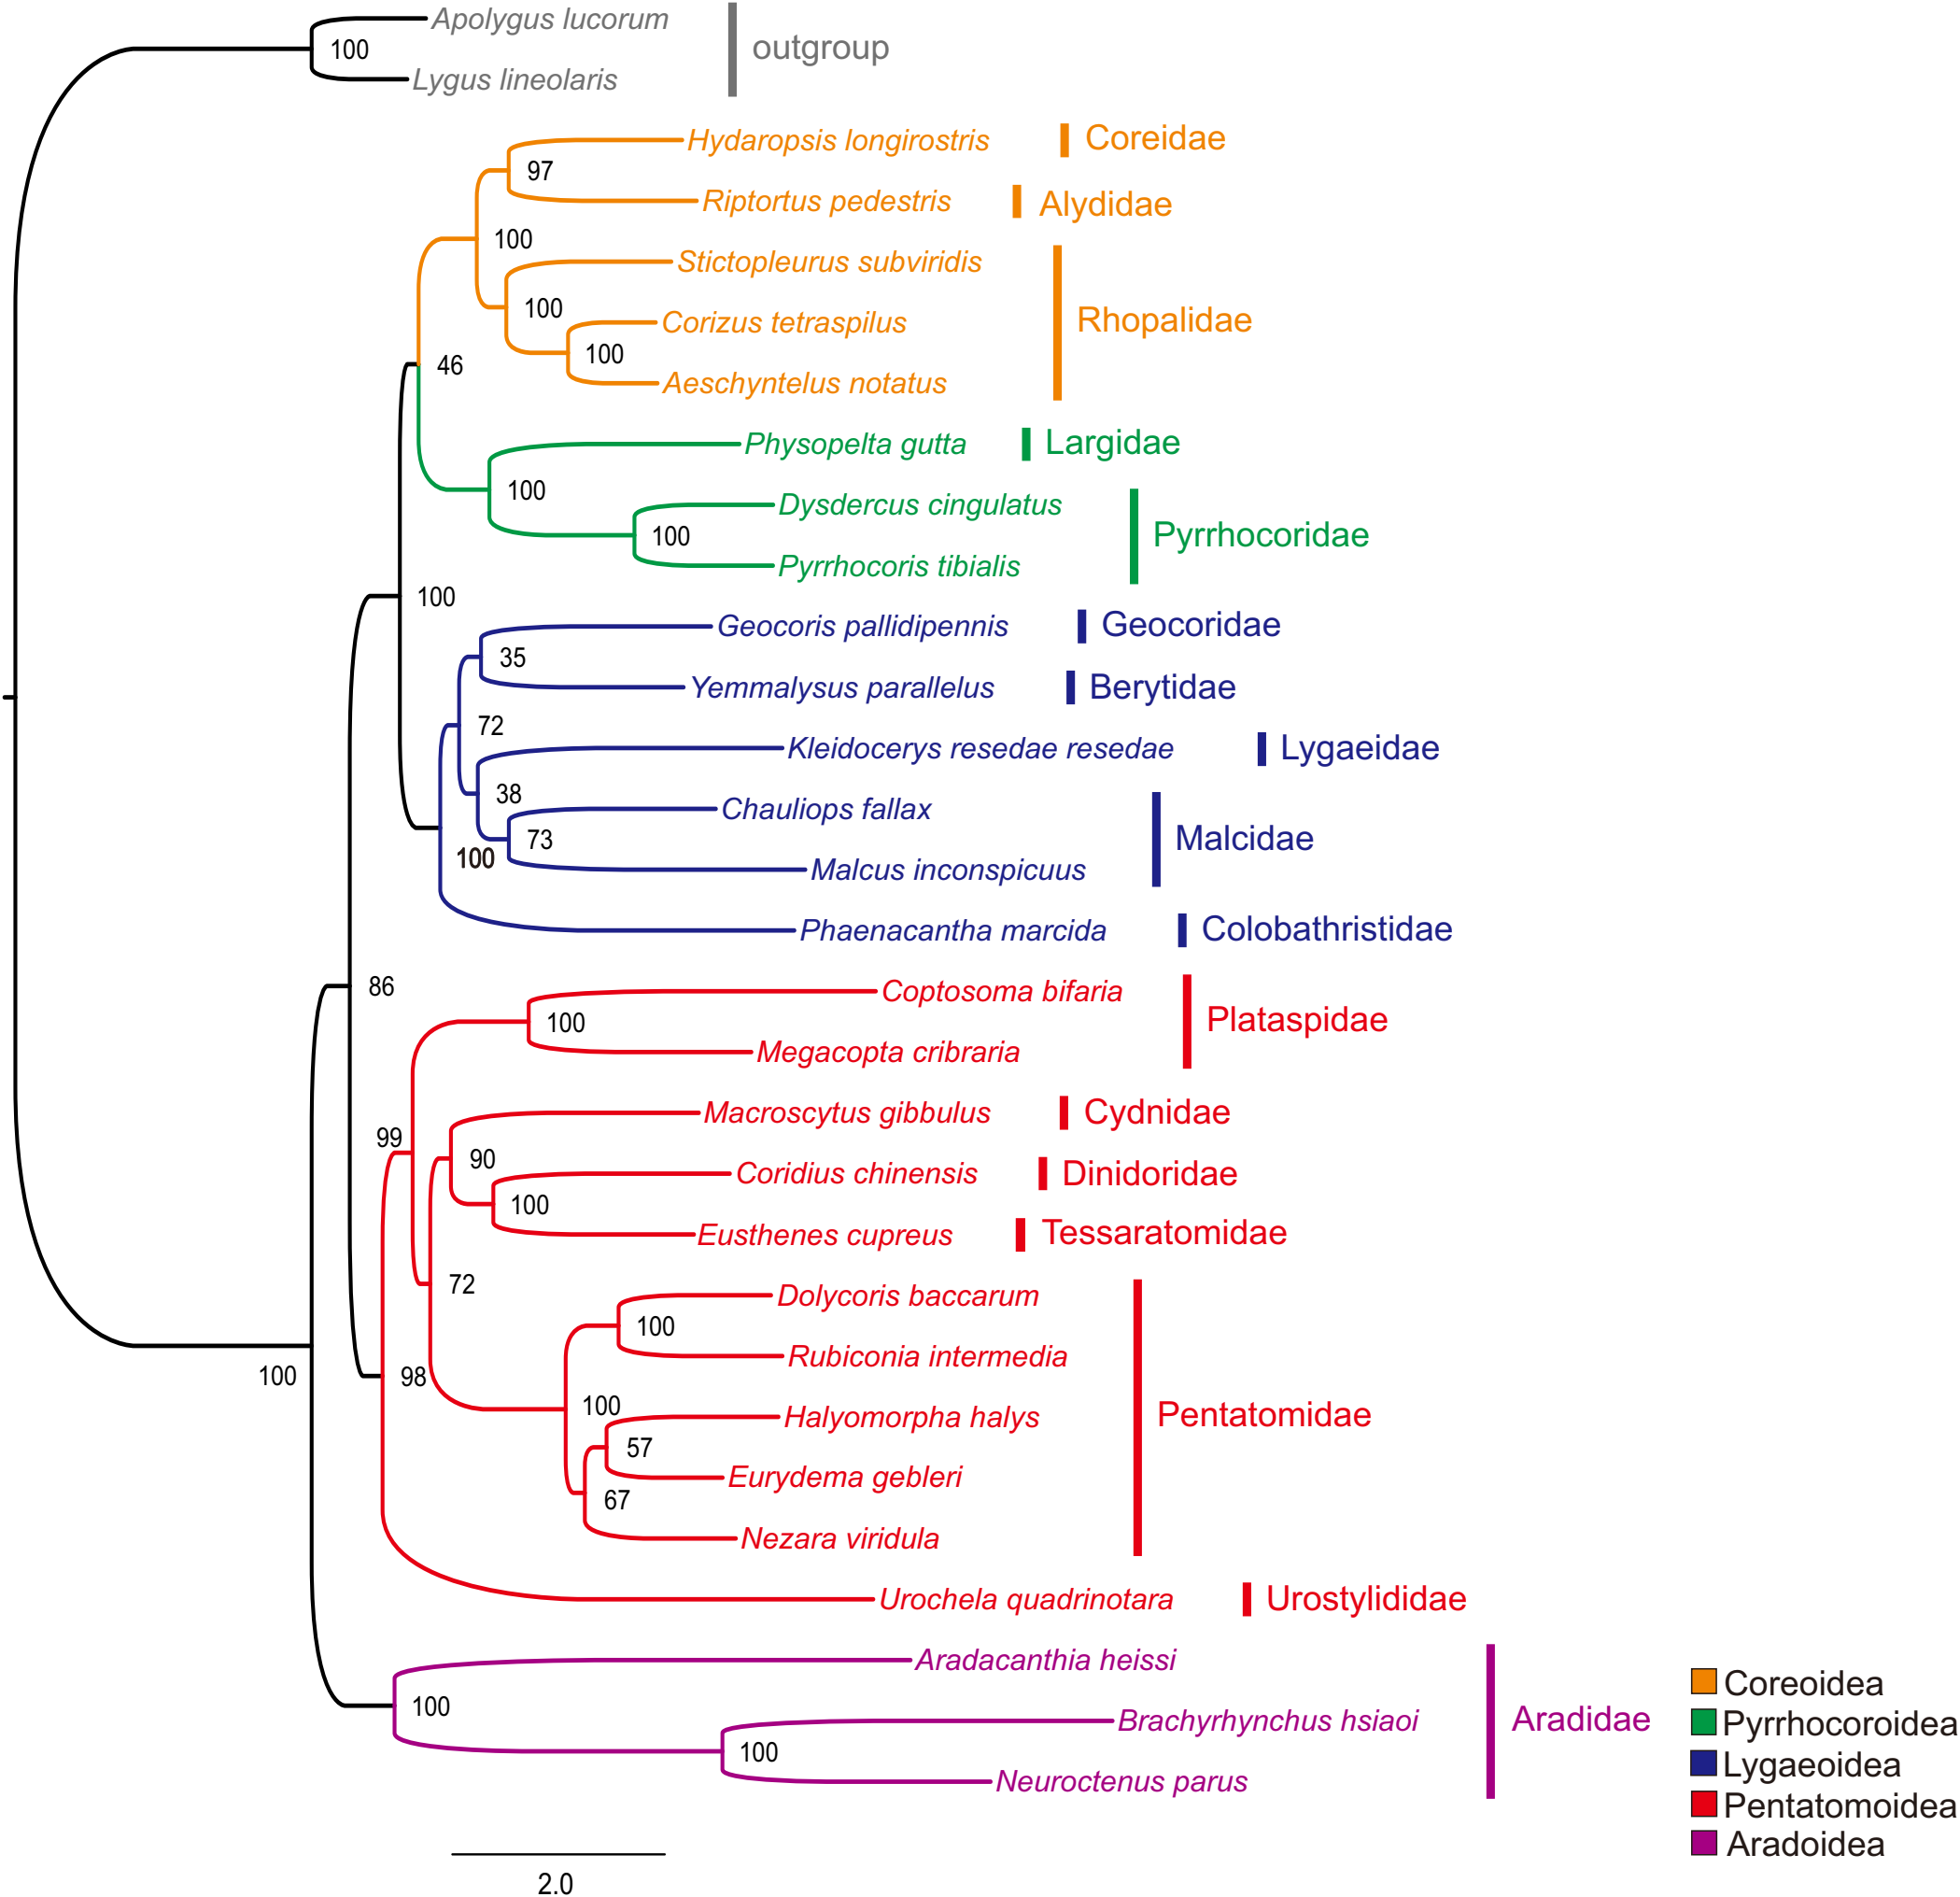 Apolygus lucorum
100
outgroup
Lygus lineolaris
Hydaropsis longirostris
Coreidae
97
Riptortus pedestris
Alydidae
100
Stictopleurus subviridis
100
Corizus tetraspilus
Rhopalidae
100
46
Aeschyntelus notatus
Physopelta gutta
Largidae
100
Dysdercus cingulatus
100
Pyrrhocoridae
Pyrrhocoris tibialis
100
Geocoris pallidipennis
Geocoridae
35
Yemmalysus parallelus
Berytidae
72
Kleidocerys resedae resedae
Lygaeidae
38
Chauliops fallax
73
Malcidae
100
Malcus inconspicuus
Phaenacantha marcida
Colobathristidae
86
Coptosoma bifaria
100
Plataspidae
Megacopta cribraria
Macroscytus gibbulus
Cydnidae
99
90
Coridius chinensis
Dinidoridae
100
Eusthenes cupreus
Tessaratomidae
72
Dolycoris baccarum
100
Rubiconia intermedia
100
98
100
Halyomorpha halys
Pentatomidae
57
Eurydema gebleri
67
Nezara viridula
Urochela quadrinotara
Urostylididae
Aradacanthia heissi
100
Brachyrhynchus hsiaoi
Aradidae
100
Neuroctenus parus
Coreoidea
Pyrrhocoroidea
Lygaeoidea
Pentatomoidea
Aradoidea
2.0